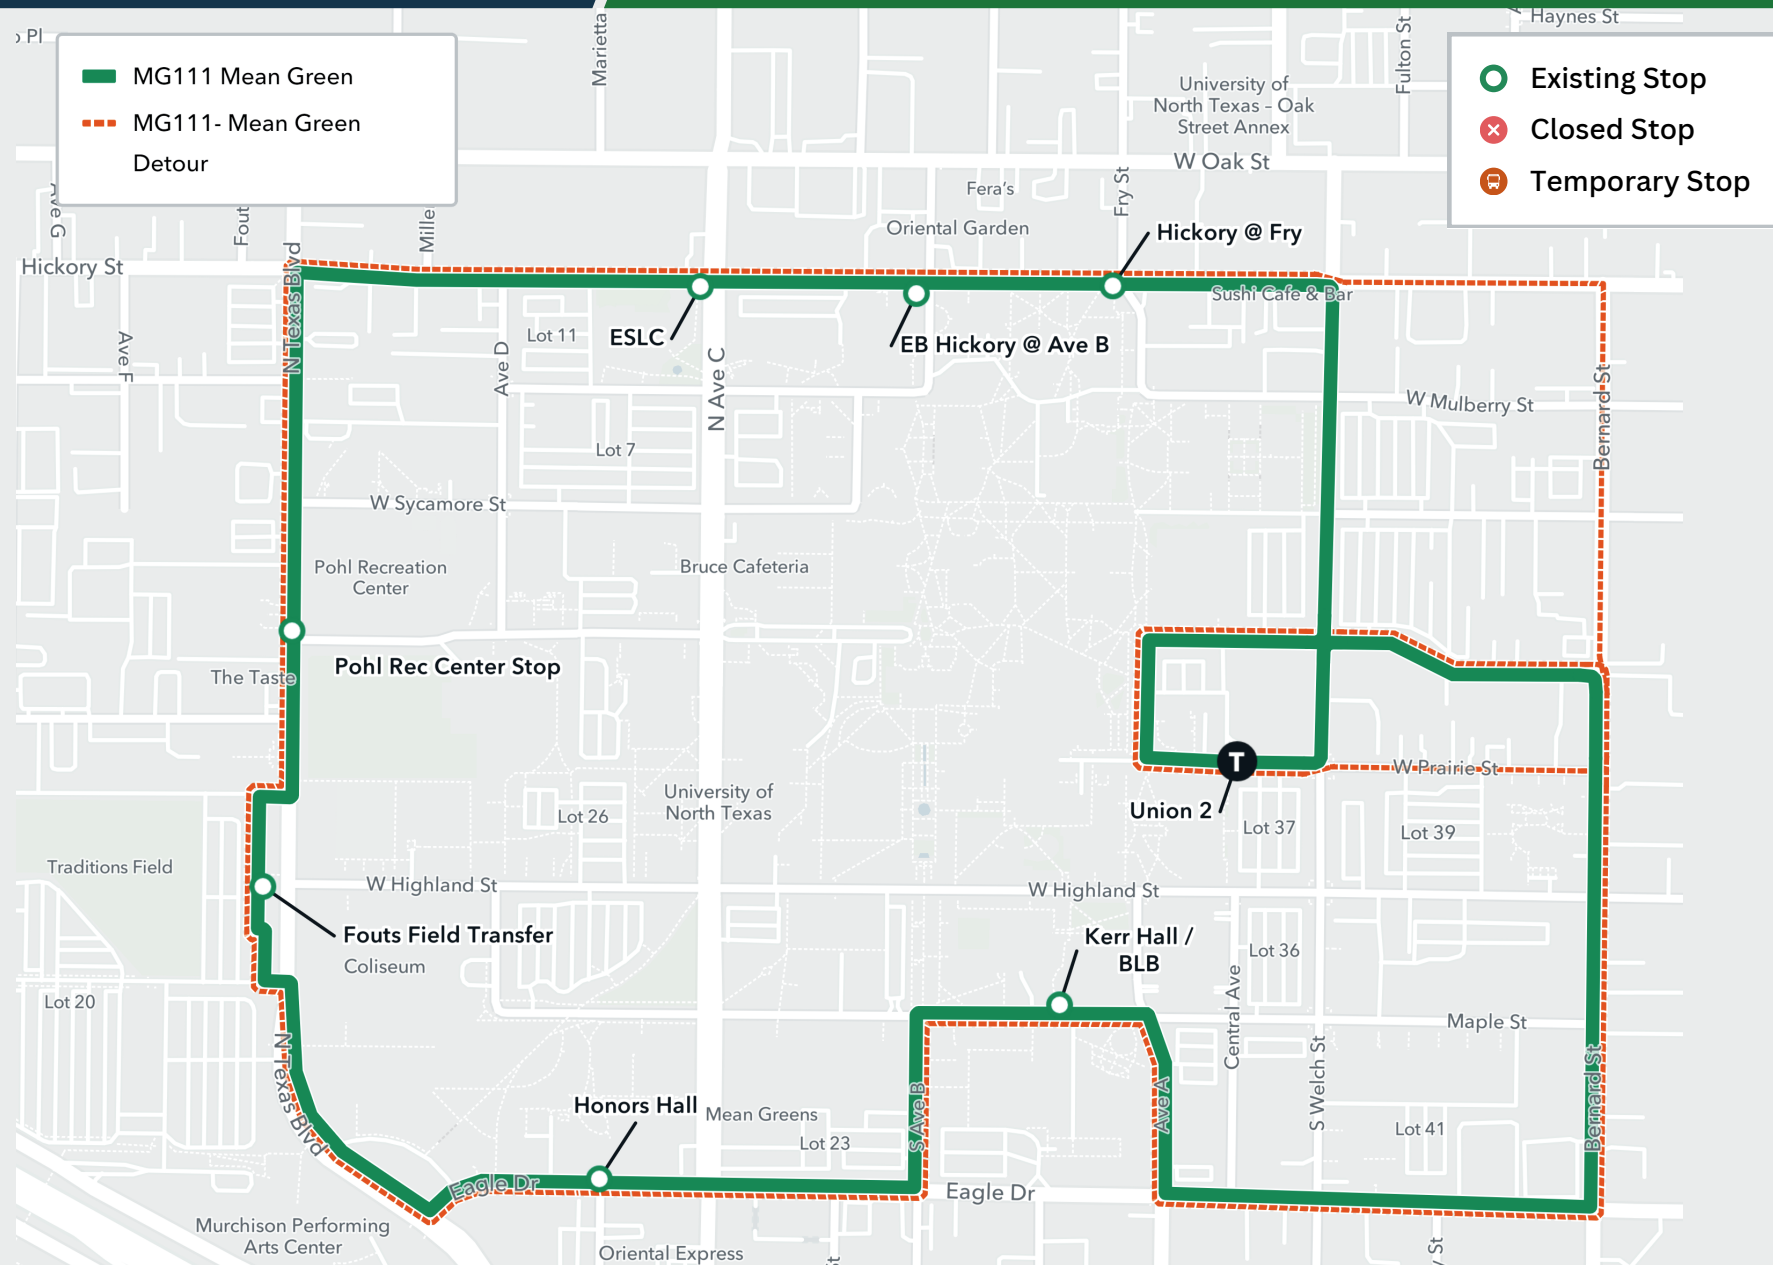 Haynes St
Pl
MG111 Mean Green
MG111- Mean Green
Detour
Marietta
Fulton St
Existing Stop
Closed Stop
Temporary Stop
University of
North Texas – Oak
Street Annex
W Oak St
Ave G
Fout
Mille
Fera's
Fry St
Oriental Garden
Hickory @ Fry
Hickory St
N Texas Blvd
Sushi Cafe & Bar
Lot 11
ESLC
EB Hickory @ Ave B
Ave F
Ave D
N Ave C
W Mulberry St
Bernard St
Lot 7
W Sycamore St
Pohl Recreation
Center
Bruce Cafeteria
Pohl Rec Center Stop
The Taste
T
W Prairie St
Union 2
University of
North Texas
Lot 26
Lot 37
Lot 39
Traditions Field
W Highland St
W Highland St
Fouts Field Transfer
Coliseum
Kerr Hall /
BLB
Lot 36
Lot 20
Central Ave
Maple St
N Texas Blvd
S Welch St
Bernard St
Honors Hall
Mean Greens
S Ave B
Ave A
Lot 23
Lot 41
Eagle Dr
Eagle Dr
Murchison Performing
Arts Center
Oriental Express
St
St